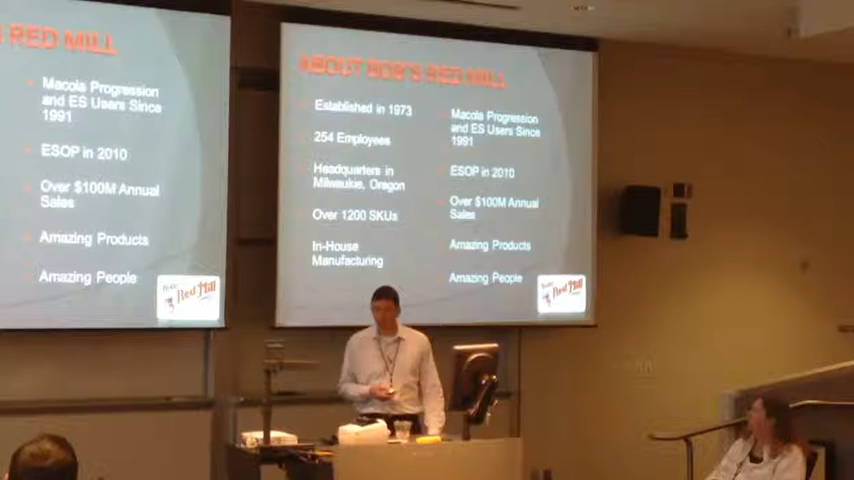 RED MILL
Macola Progression
and ES Users Since
1991
ESOP in 2010
Over $100M Annual
Sales
Amazing Products
Amazing People
Bob's
Red Mill
ABOUT BOB'S RED MILL
Established in 1973
254 Employees
Headquarters in
Milwaukie, Oregon
Over 1200 SKUs
In-House
Manufacturing
Macola Progression
and ES Users Since
1991
ESOP in 2010
Over $100M Annual
Sales
Amazing Products
Amazing People
Bob's
Red Mill